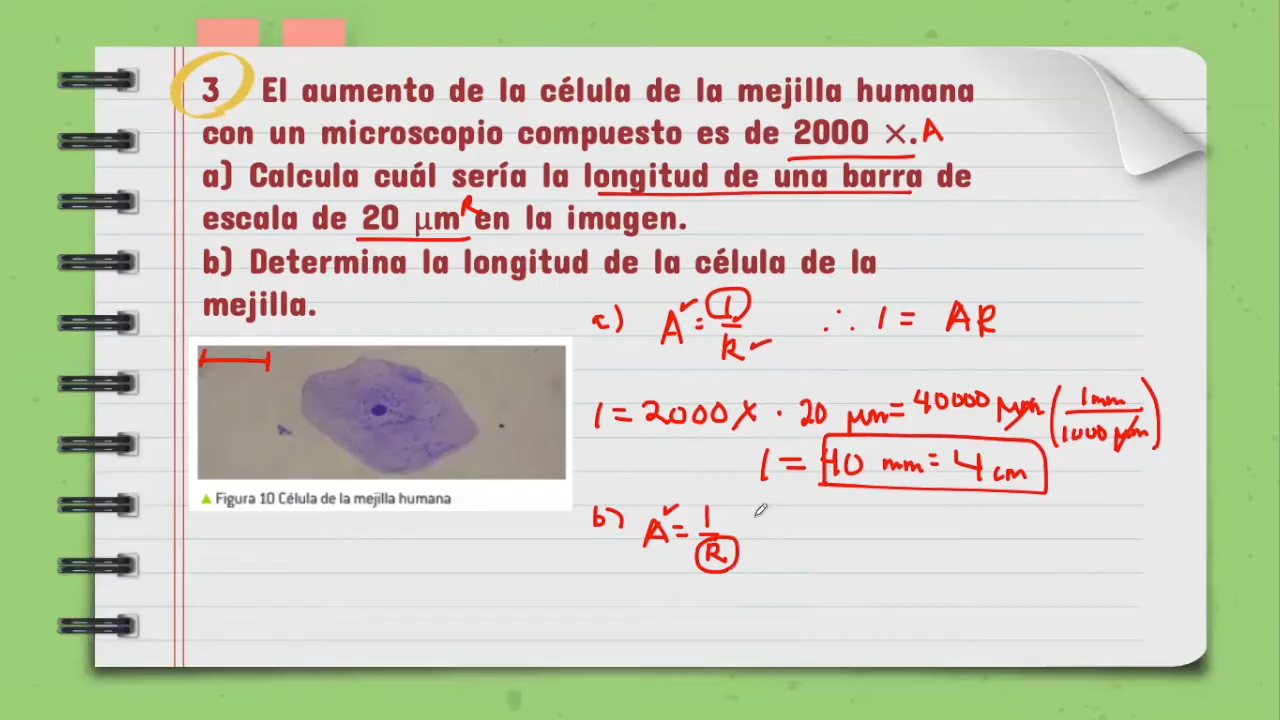 3 El aumento de la célula de la mejilla humana
con un microscopio compuesto es de 2000 ×. A
a) Calcula cuál sería la longitud de una barra de
escala de 20 μm R en la imagen.
b) Determina la longitud de la célula de la
mejilla.
a) A = I/R ∴ I = AR
I = 2000 X · 20 μm = 40000 μm (1 mm / 1000 μm)
I = 40 mm = 4 cm
▲ Figura 10 Célula de la mejilla humana
b) A = I/R